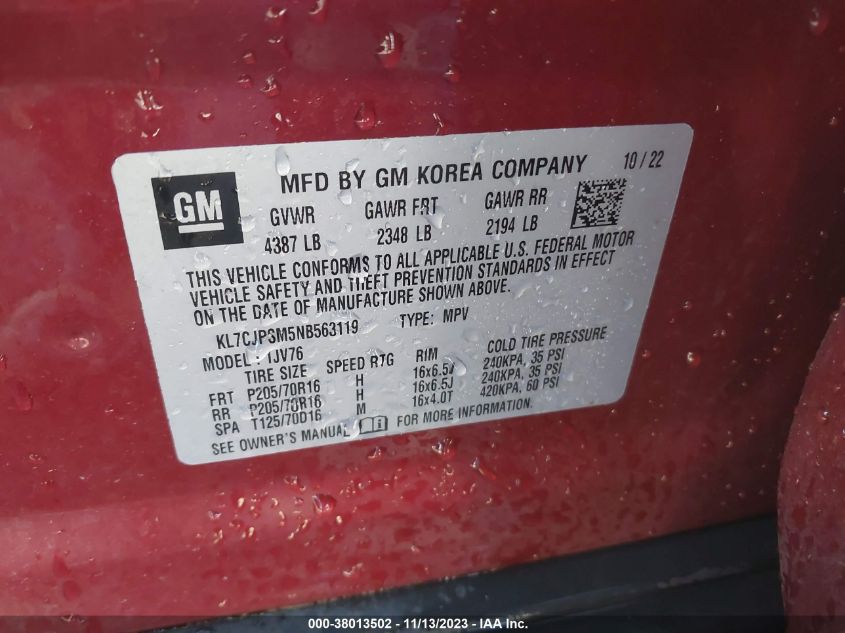 GM
MFD BY GM KOREA COMPANY 10 / 22
GVWR GAWR FRT GAWR RR
4387 LB 2348 LB 2194 LB
THIS VEHICLE CONFORMS TO ALL APPLICABLE U.S. FEDERAL MOTOR
VEHICLE SAFETY AND THEFT PREVENTION STANDARDS IN EFFECT
ON THE DATE OF MANUFACTURE SHOWN ABOVE.
KL7CJPSM5NB563119 TYPE: MPV
MODEL: 1JV76
TIRE SIZE SPEED RTG RIM COLD TIRE PRESSURE
FRT P205/70R16 H 16x6.5J 240KPA, 35 PSI
RR P205/70R16 H 16x6.5J 240KPA, 35 PSI
SPA T125/70D16 M 16x4.0T 420KPA, 60 PSI
SEE OWNER'S MANUAL FOR MORE INFORMATION.
000-38013502 - 11/13/2023 - IAA Inc.